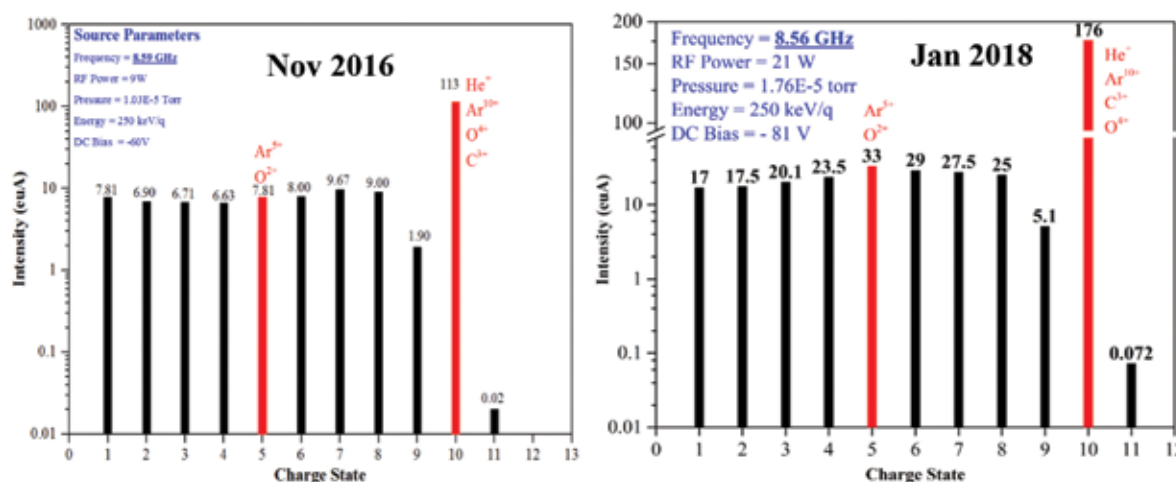 Source Parameters
Frequency = 8.59 GHz
RF Power = 9W
Pressure = 1.03E-5 Torr
Energy = 250 keV/q
DC Bias = -60V
Nov 2016
1000
100
10
1
0.1
0.01
Intensity (euA)
7.81
6.90
6.71
6.63
Ar⁵⁺
O²⁺
7.81
8.00
9.67
9.00
1.90
113
He⁺
Ar¹⁰⁺
O⁴⁺
C³⁺
0.02
0 1 2 3 4 5 6 7 8 9 10 11 12 13
Charge State
Frequency = 8.56 GHz
RF Power = 21 W
Pressure = 1.76E-5 torr
Energy = 250 keV/q
DC Bias = - 81 V
Jan 2018
200
150
100
10
1
0.1
0.01
Intensity (euA)
17
17.5
20.1
23.5
Ar⁵⁺
O²⁺
33
29
27.5
25
5.1
176
He⁺
Ar¹⁰⁺
C³⁺
O⁴⁺
0.072
0 1 2 3 4 5 6 7 8 9 10 11
Charge State